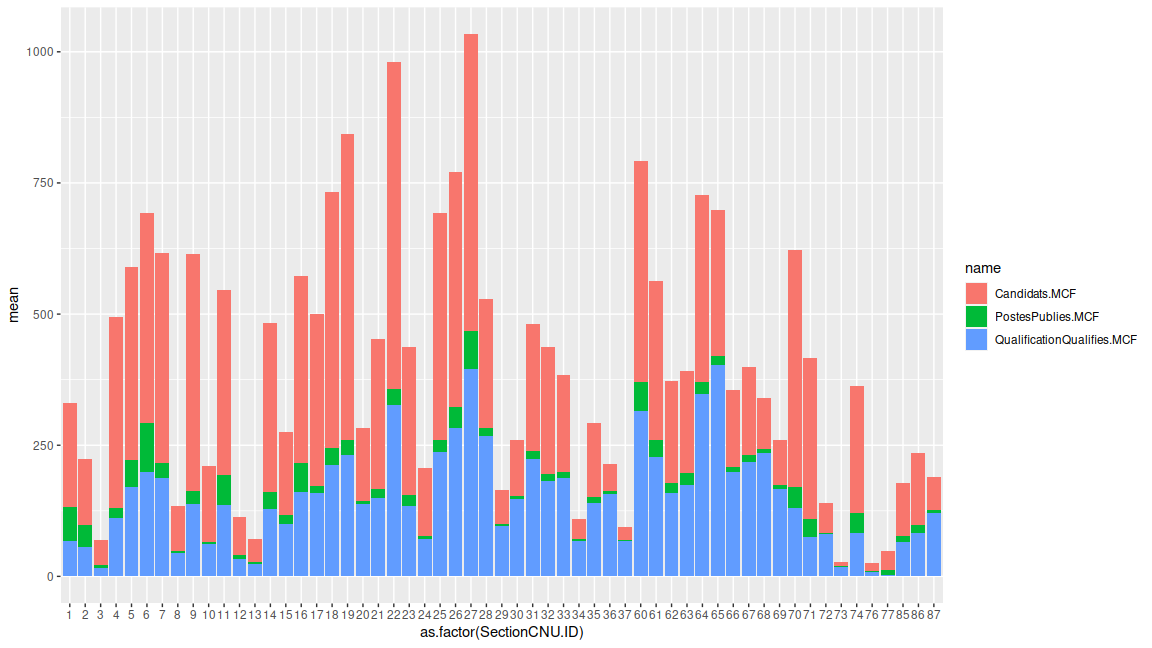 1000
750
500
250
0
mean
1 2 3 4 5 6 7 8 9 10 11 12 13 14 15 16 17 18 19 20 21 22 23 24 25 26 27 28 29 30 31 32 33 34 35 36 37 60 61 62 63 64 65 66 67 68 69 70 71 72 73 74 76 77 85 86 87
as.factor(SectionCNU.ID)
name
Candidats.MCF
PostesPublies.MCF
QualificationQualifies.MCF